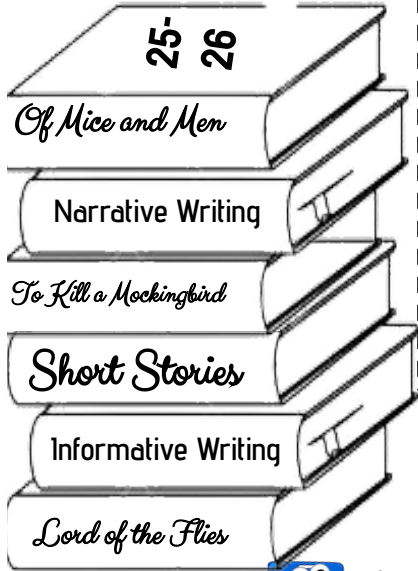 25-
26
Of Mice and Men
Narrative Writing
To Kill a Mockingbird
Short Stories
Informative Writing
Lord of the Flies